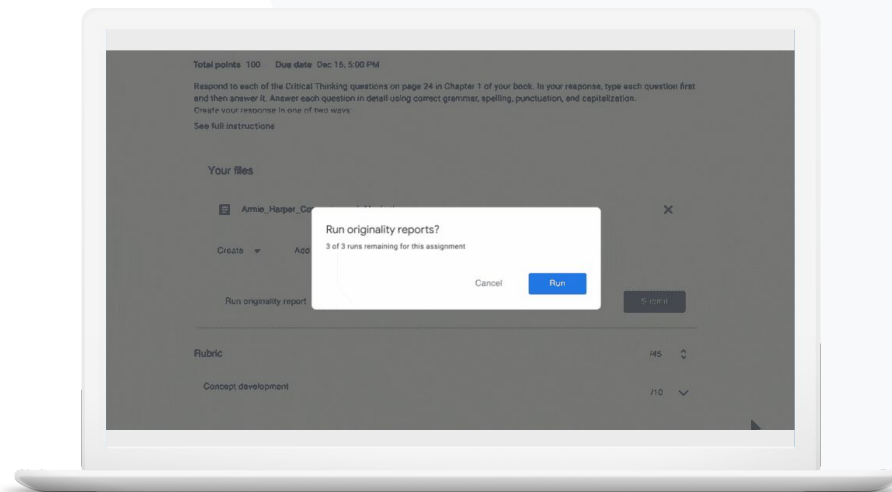 Total points 100 Due date Dec 15, 5:00 PM
Respond to each of the Critical Thinking questions on page 24 in Chapter 1 of your book. In your response, type each question first
and then answer it. Answer each question in detail using correct grammar, spelling, punctuation, and capitalization.
Create your response in one of two ways
See full instructions
Your files
Armie_Harper_
Run originality reports?
3 of 3 runs remaining for this assignment
Create Add
Cancel Run
Run originality report Submit
Rubric /45
Concept development /10